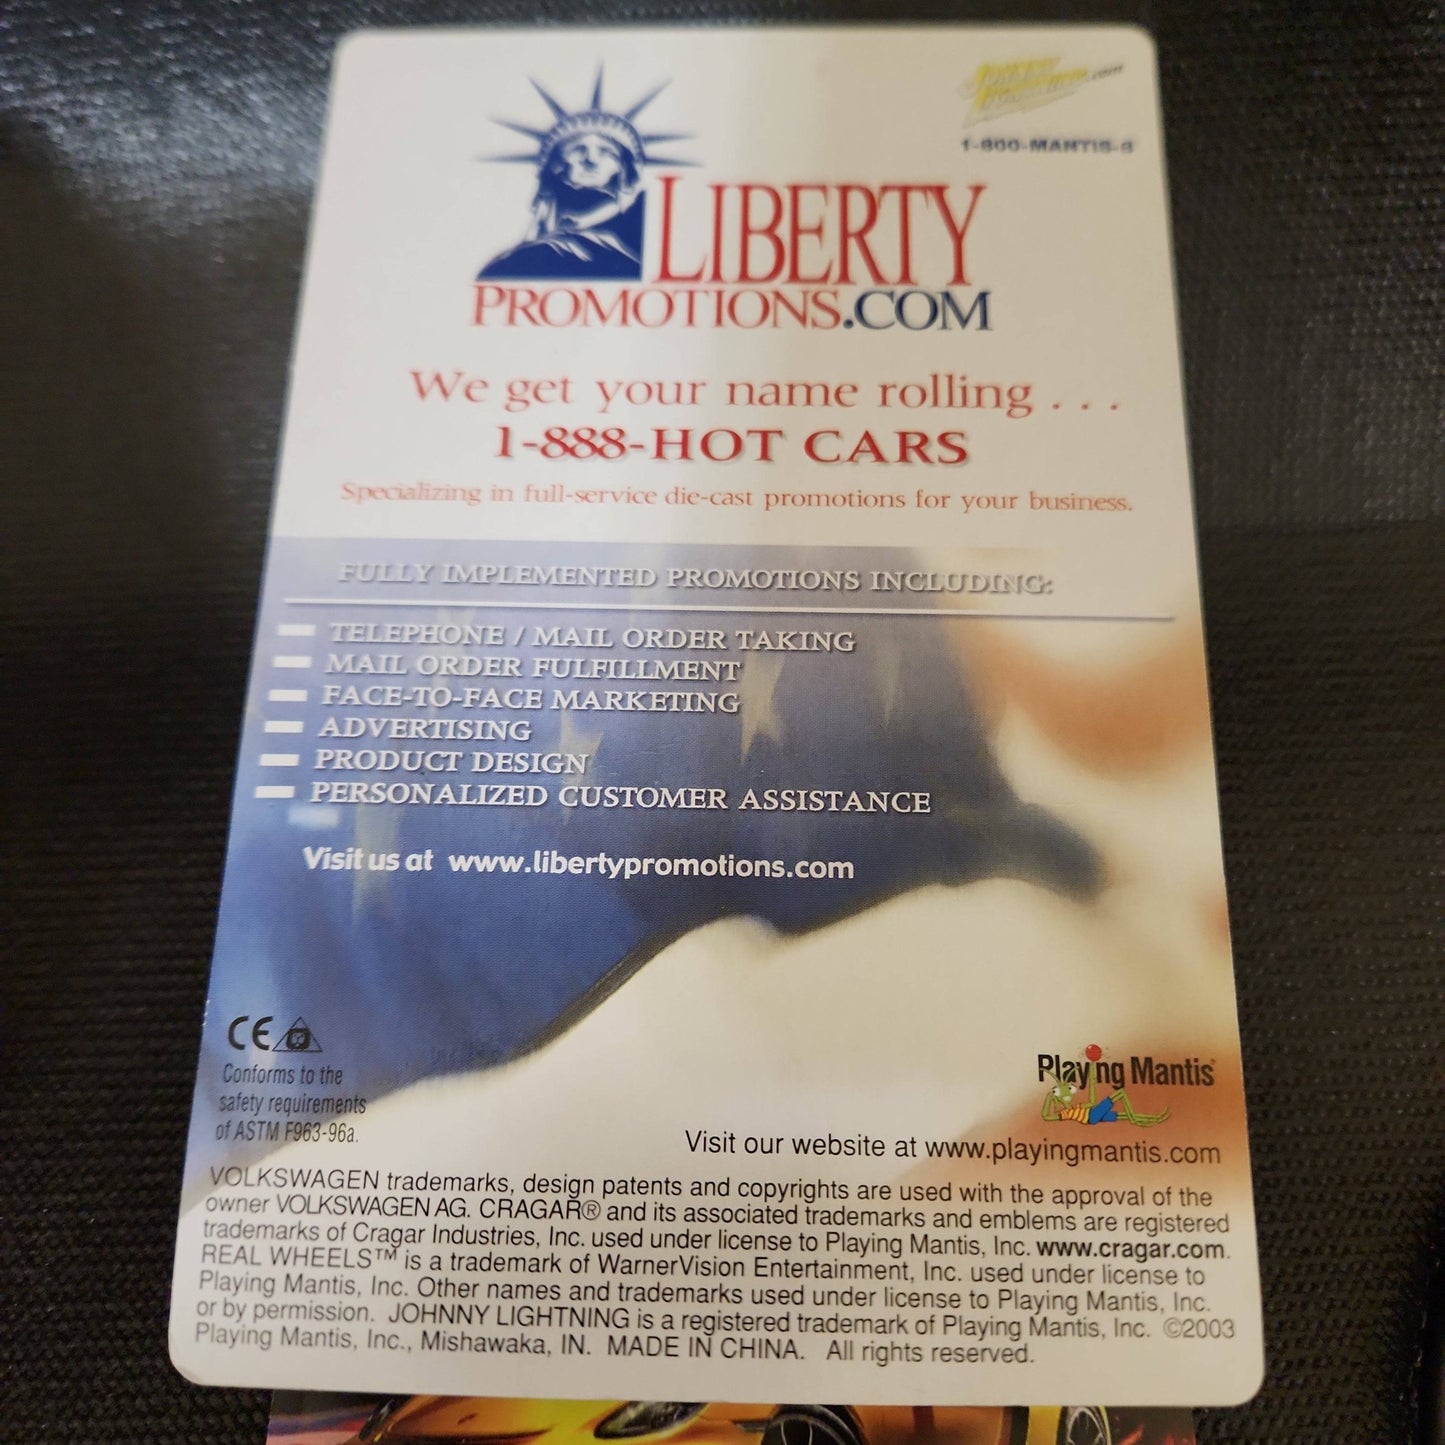 .com
1-800-MANTIS-8
LIBERTY
PROMOTIONS.COM
We get your name rolling . . .
1-888-HOT CARS
Specializing in full-service die-cast promotions for your business.
FULLY IMPLEMENTED PROMOTIONS INCLUDING:
TELEPHONE / MAIL ORDER TAKING
MAIL ORDER FULFILLMENT
FACE-TO-FACE MARKETING
ADVERTISING
PRODUCT DESIGN
PERSONALIZED CUSTOMER ASSISTANCE
Visit us at www.libertypromotions.com
CE
Conforms to the
safety requirements
of ASTM F963-96a.
Playing Mantis
Visit our website at www.playingmantis.com
VOLKSWAGEN trademarks, design patents and copyrights are used with the approval of the
owner VOLKSWAGEN AG. CRAGAR® and its associated trademarks and emblems are registered
trademarks of Cragar Industries, Inc. used under license to Playing Mantis, Inc. www.cragar.com.
REAL WHEELS™ is a trademark of WarnerVision Entertainment, Inc. used under license to
Playing Mantis, Inc. Other names and trademarks used under license to Playing Mantis, Inc.
or by permission. JOHNNY LIGHTNING is a registered trademark of Playing Mantis, Inc. ©2003
Playing Mantis, Inc., Mishawaka, IN. MADE IN CHINA. All rights reserved.